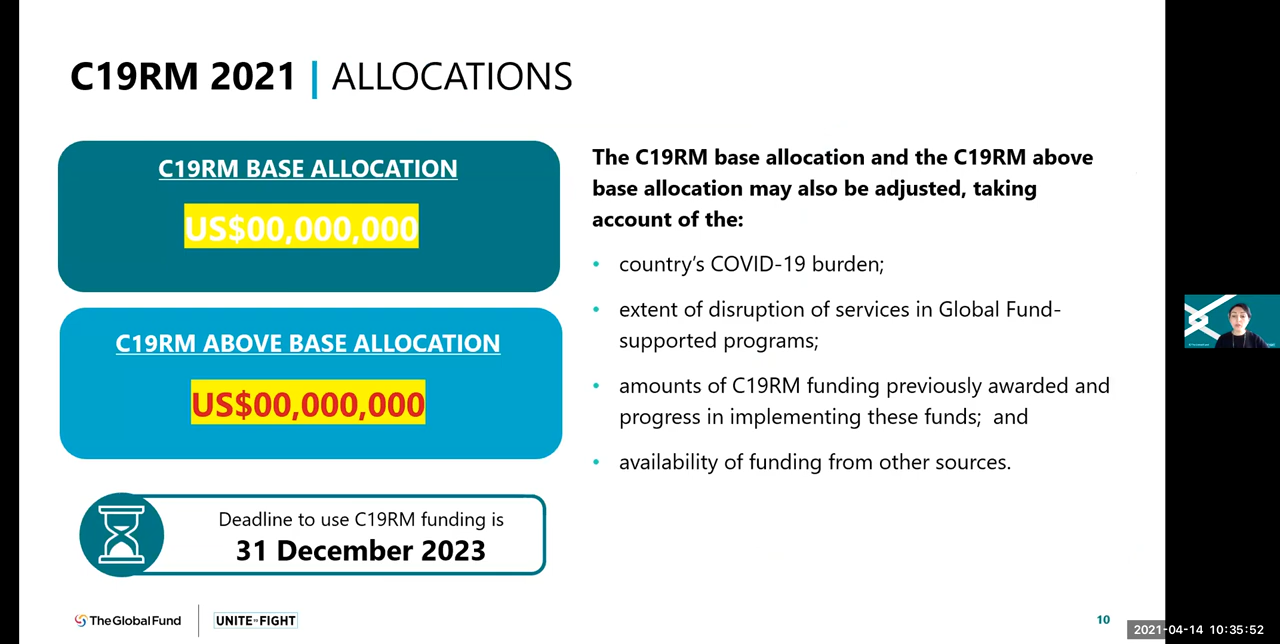 C19RM 2021 | ALLOCATIONS
C19RM BASE ALLOCATION
US$00,000,000
C19RM ABOVE BASE ALLOCATION
US$00,000,000
Deadline to use C19RM funding is
31 December 2023
The C19RM base allocation and the C19RM above
base allocation may also be adjusted, taking
account of the:
• country’s COVID-19 burden;
• extent of disruption of services in Global Fund-
supported programs;
• amounts of C19RM funding previously awarded and
progress in implementing these funds; and
• availability of funding from other sources.
The Global Fund
UNITE TO FIGHT
10
2021-04-14 10:35:52